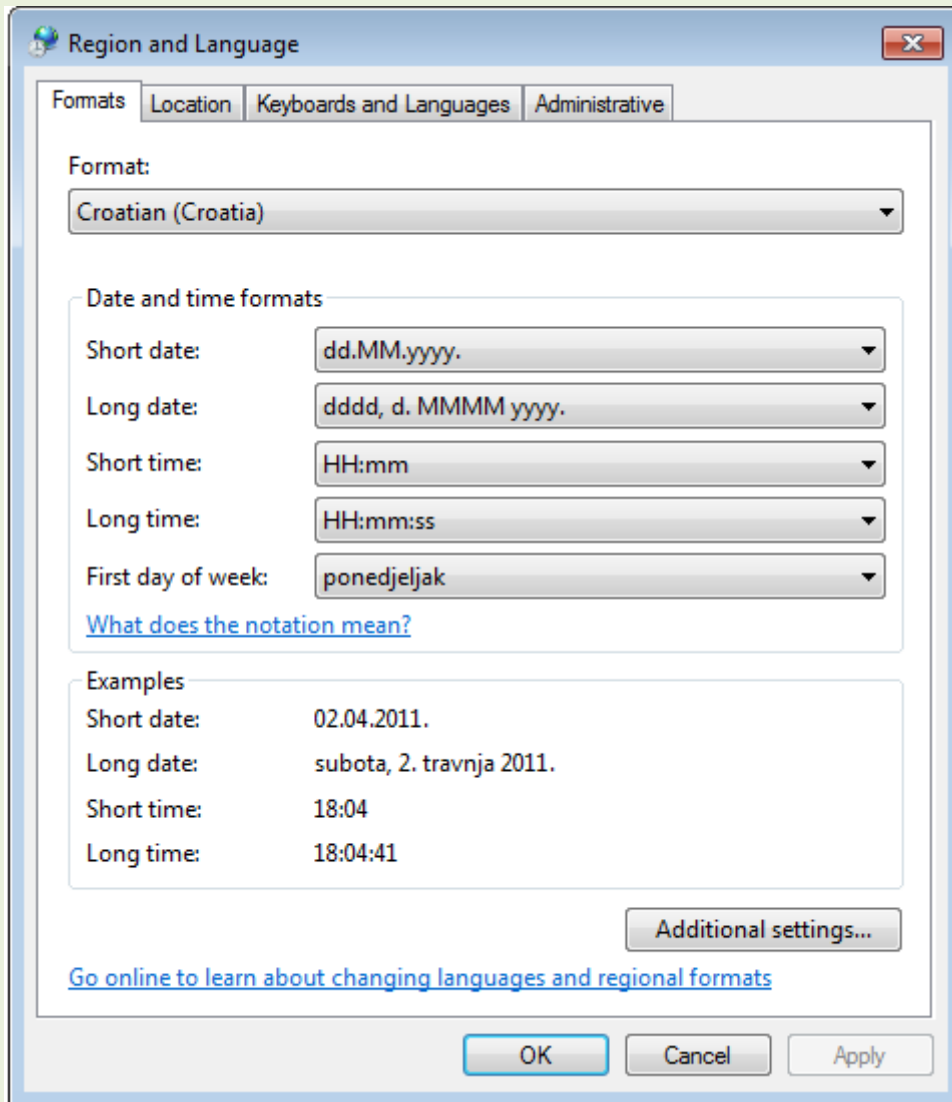 Region and Language
Formats Location Keyboards and Languages Administrative
Format:
Croatian (Croatia)
Date and time formats
Short date: dd.MM.yyyy.
Long date: dddd, d. MMMM yyyy.
Short time: HH:mm
Long time: HH:mm:ss
First day of week: ponedjeljak
What does the notation mean?
Examples
Short date: 02.04.2011.
Long date: subota, 2. travnja 2011.
Short time: 18:04
Long time: 18:04:41
Additional settings...
Go online to learn about changing languages and regional formats
OK Cancel Apply